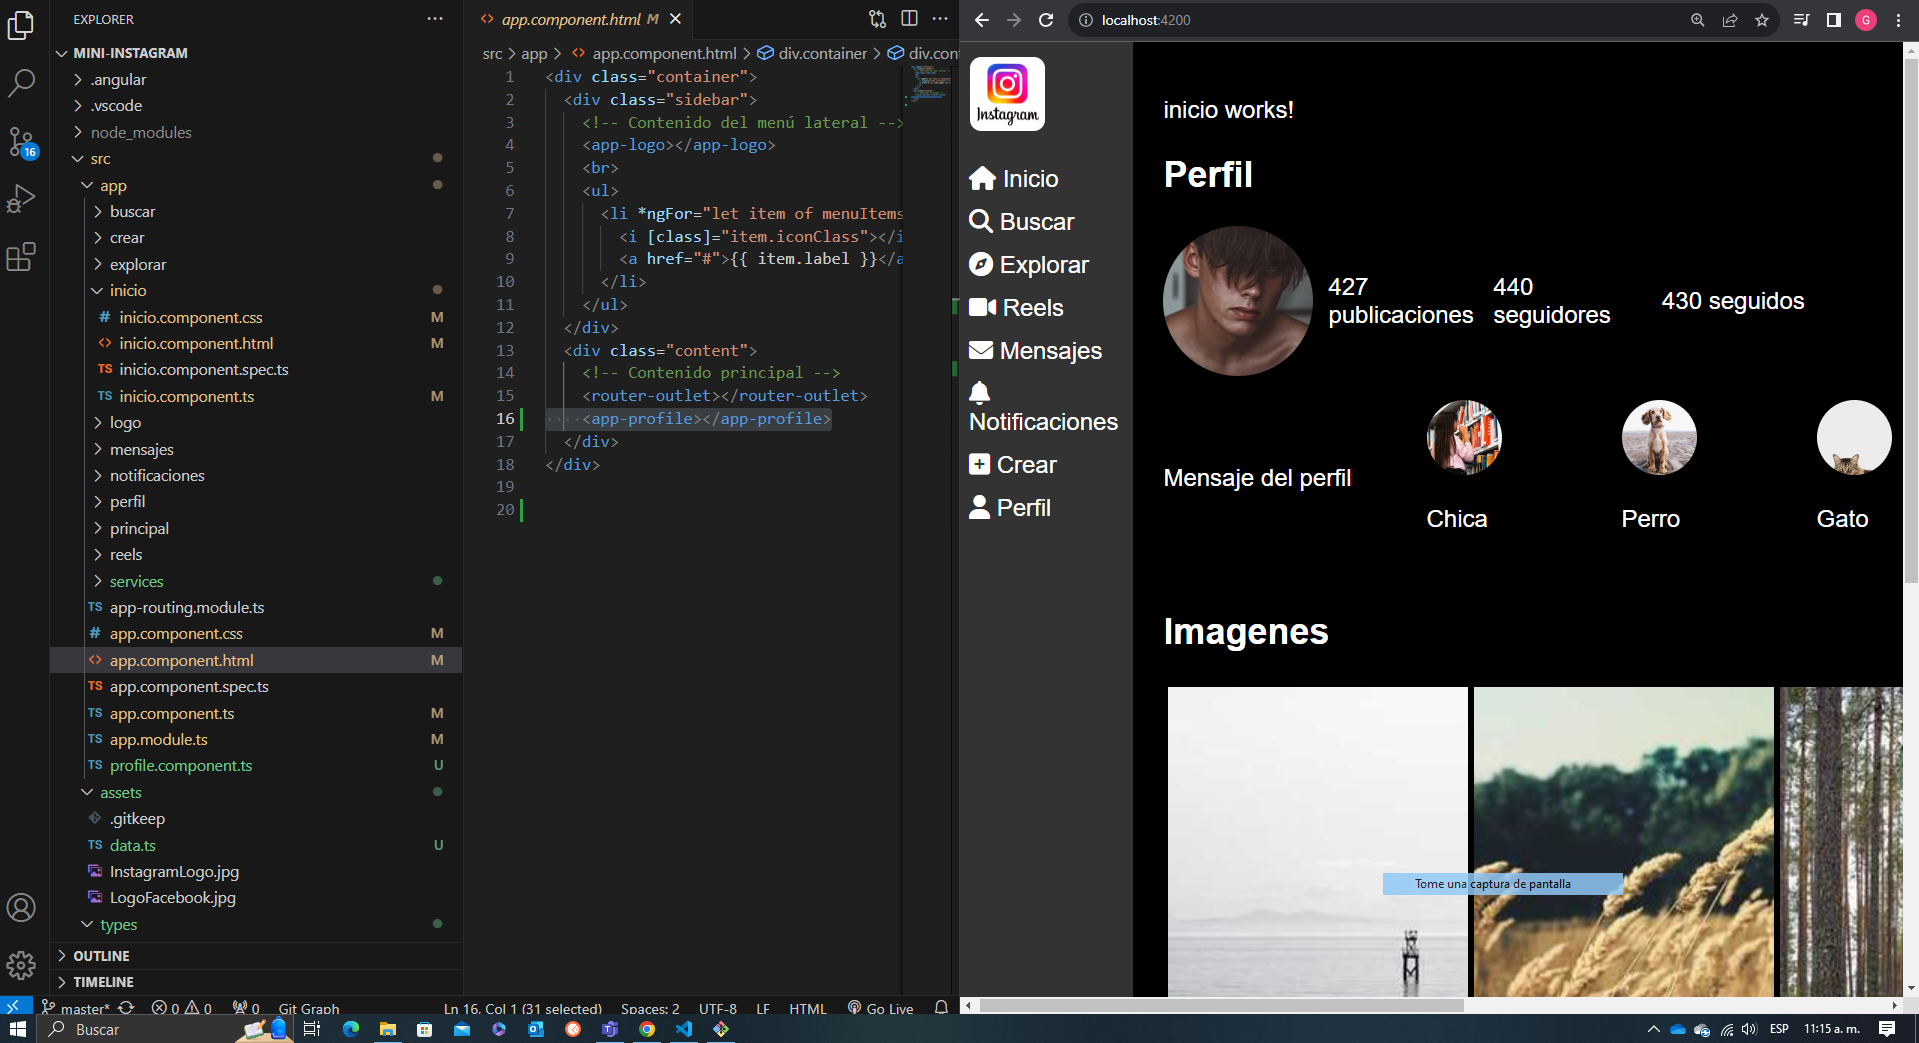 EXPLORER
MINI-INSTAGRAM
.angular
.vscode
node_modules
src
app
buscar
crear
explorar
inicio
# inicio.component.css M
<> inicio.component.html M
TS inicio.component.spec.ts
TS inicio.component.ts M
logo
mensajes
notificaciones
perfil
principal
reels
services
TS app-routing.module.ts
# app.component.css M
<> app.component.html M
TS app.component.spec.ts
TS app.component.ts M
TS app.module.ts M
TS profile.component.ts U
assets
.gitkeep
TS data.ts U
InstagramLogo.jpg
LogoFacebook.jpg
types
OUTLINE
TIMELINE
16
<> app.component.html M
src > app > <> app.component.html > div.container > div.con
1 <div class="container">
2 <div class="sidebar">
3 <!-- Contenido del menú lateral -->
4 <app-logo></app-logo>
5 <br>
6 <ul>
7 <li *ngFor="let item of menuItems
8 <i [class]="item.iconClass"></i
9 <a href="#">{{ item.label }}</a
10 </li>
11 </ul>
12 </div>
13 <div class="content">
14 <!-- Contenido principal -->
15 <router-outlet></router-outlet>
16 <app-profile></app-profile>
17 </div>
18 </div>
19
20
master* 0 0 0 Git Graph Ln 16, Col 1 (31 selected) Spaces: 2 UTF-8 LF HTML Go Live
localhost:4200
G
Instagram
Inicio
Buscar
Explorar
Reels
Mensajes
Notificaciones
Crear
Perfil
inicio works!
Perfil
427
publicaciones
440
seguidores
430 seguidos
Mensaje del perfil
Chica
Perro
Gato
Imagenes
Tome una captura de pantalla
Buscar
ESP
11:15 a. m.